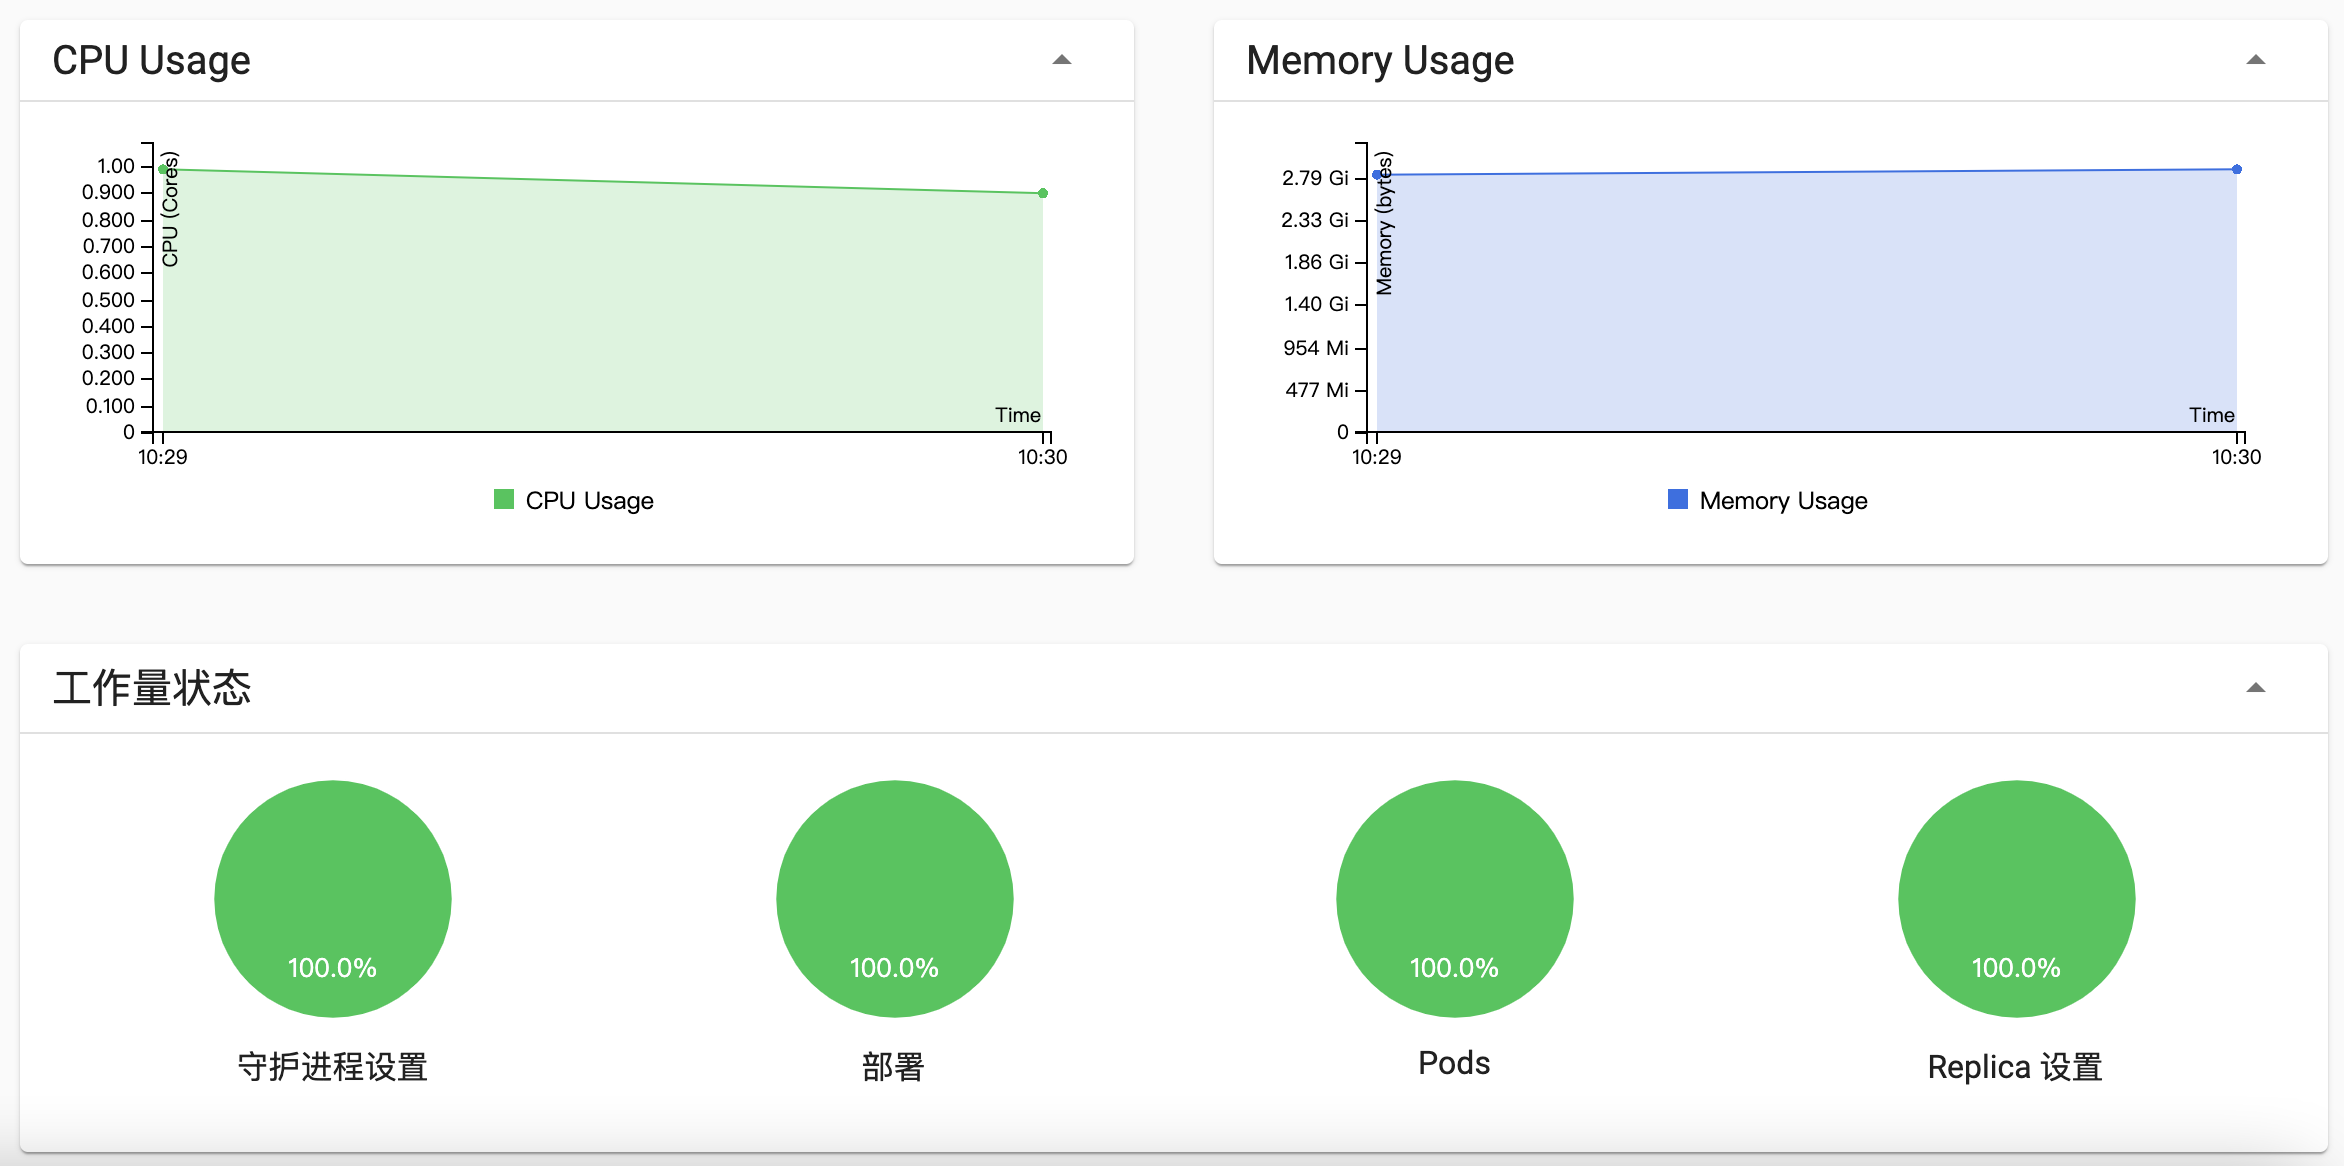 CPU Usage
CPU (Cores)
1.00
0.900
0.800
0.700
0.600
0.500
0.400
0.300
0.200
0.100
0
Time
10:29
10:30
CPU Usage
Memory Usage
Memory (bytes)
2.79 Gi
2.33 Gi
1.86 Gi
1.40 Gi
954 Mi
477 Mi
0
Time
10:29
10:30
Memory Usage
工作量状态
100.0%
100.0%
100.0%
100.0%
守护进程设置
部署
Pods
Replica 设置